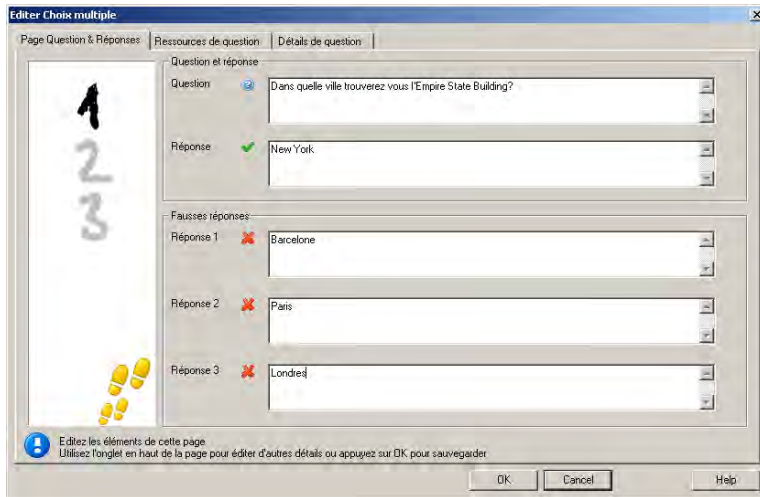 Editer Choix multiple
Page Question & Réponses
Ressources de question
Détails de question
1
2
3
Question et réponse
Question
Dans quelle ville trouverez vous l'Empire State Building?
Réponse
New York
Fausses réponses
Réponse 1
Barcelone
Réponse 2
Paris
Réponse 3
Londres
Editez les éléments de cette page
Utilisez l'onglet en haut de la page pour éditer d'autres détails ou appuyez sur OK pour sauvegarder
OK
Cancel
Help